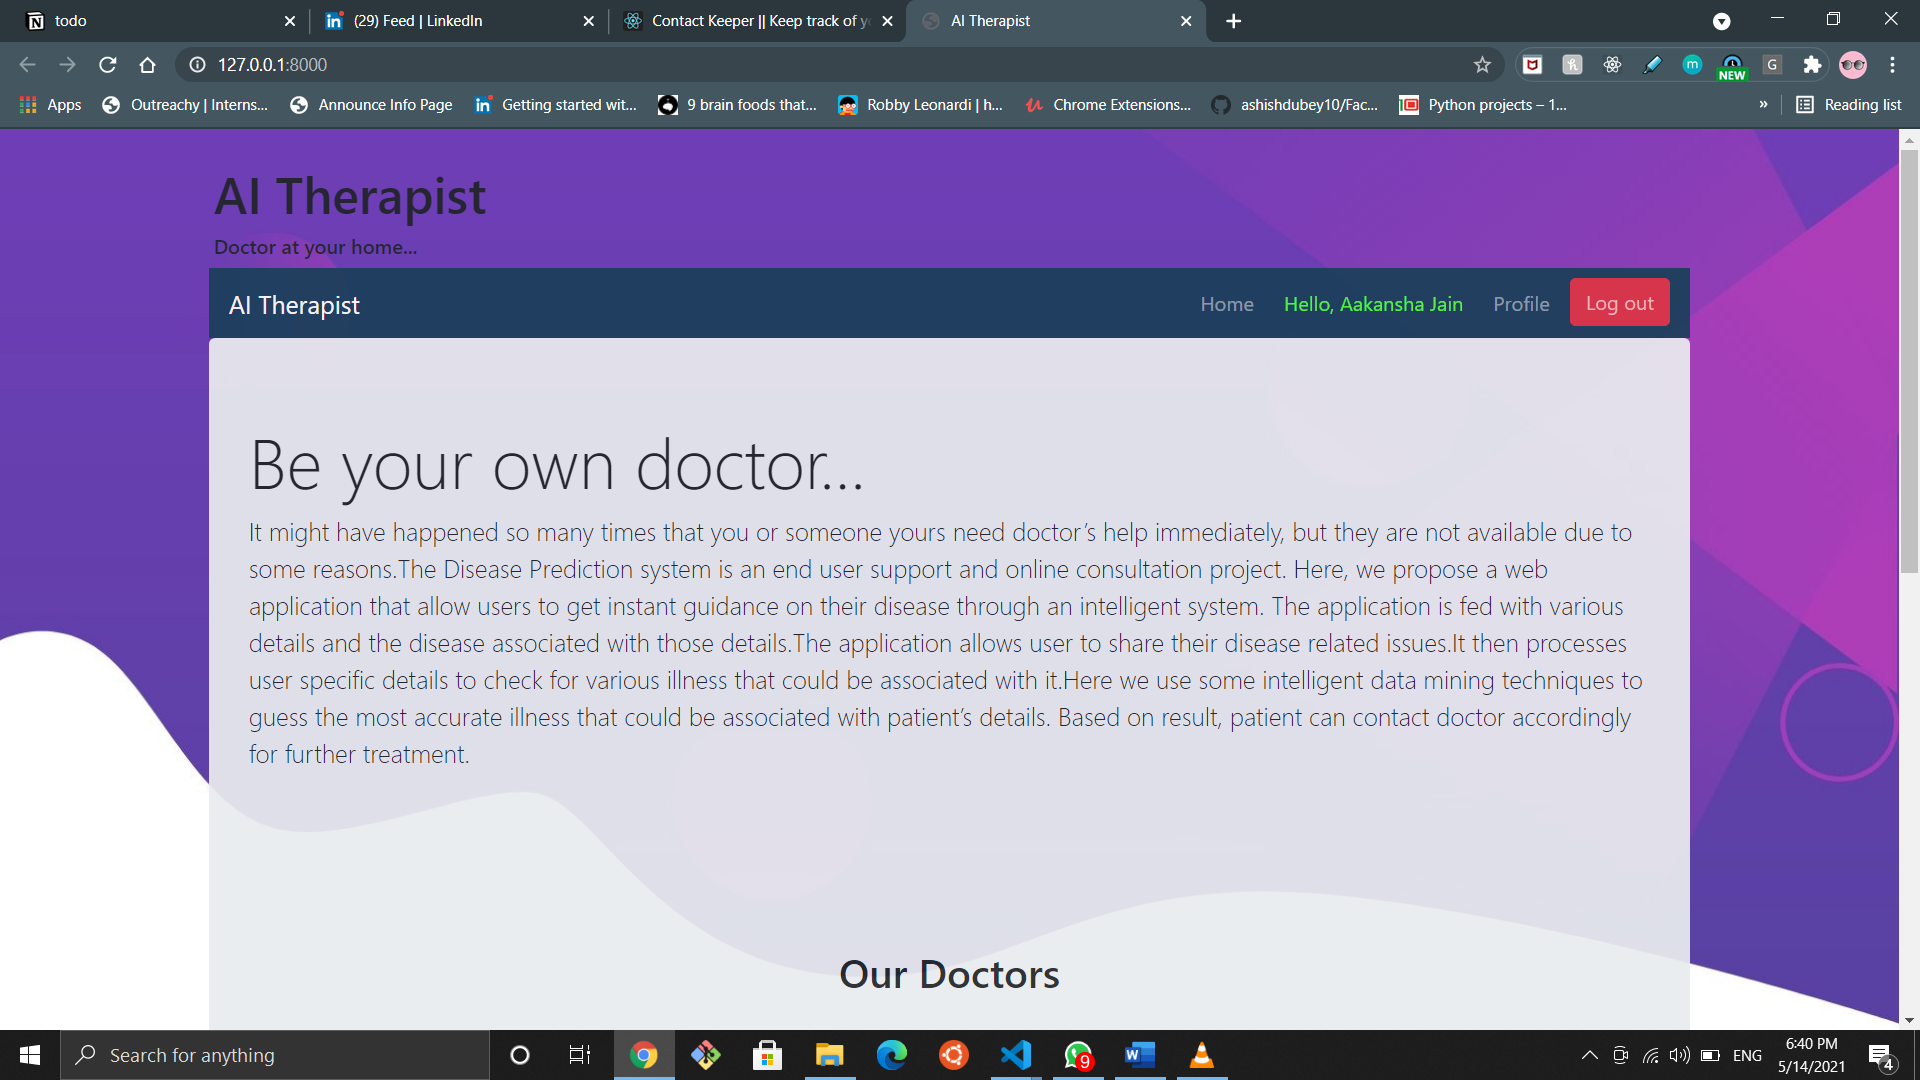 todo
(29) Feed | LinkedIn
Contact Keeper || Keep track of y
AI Therapist
127.0.0.1:8000
NEW
G
m
Apps
Outreachy | Interns...
Announce Info Page
Getting started wit...
9 brain foods that...
Robby Leonardi | h...
Chrome Extensions...
ashishdubey10/Fac...
Python projects – 1...
»
Reading list
AI Therapist
Doctor at your home...
AI Therapist
Home
Hello, Aakansha Jain
Profile
Log out
Be your own doctor...
It might have happened so many times that you or someone yours need doctor’s help immediately, but they are not available due to
some reasons.The Disease Prediction system is an end user support and online consultation project. Here, we propose a web
application that allow users to get instant guidance on their disease through an intelligent system. The application is fed with various
details and the disease associated with those details.The application allows user to share their disease related issues.It then processes
user specific details to check for various illness that could be associated with it.Here we use some intelligent data mining techniques to
guess the most accurate illness that could be associated with patient’s details. Based on result, patient can contact doctor accordingly
for further treatment.
Our Doctors
Search for anything
9
ENG
6:40 PM
5/14/2021
4